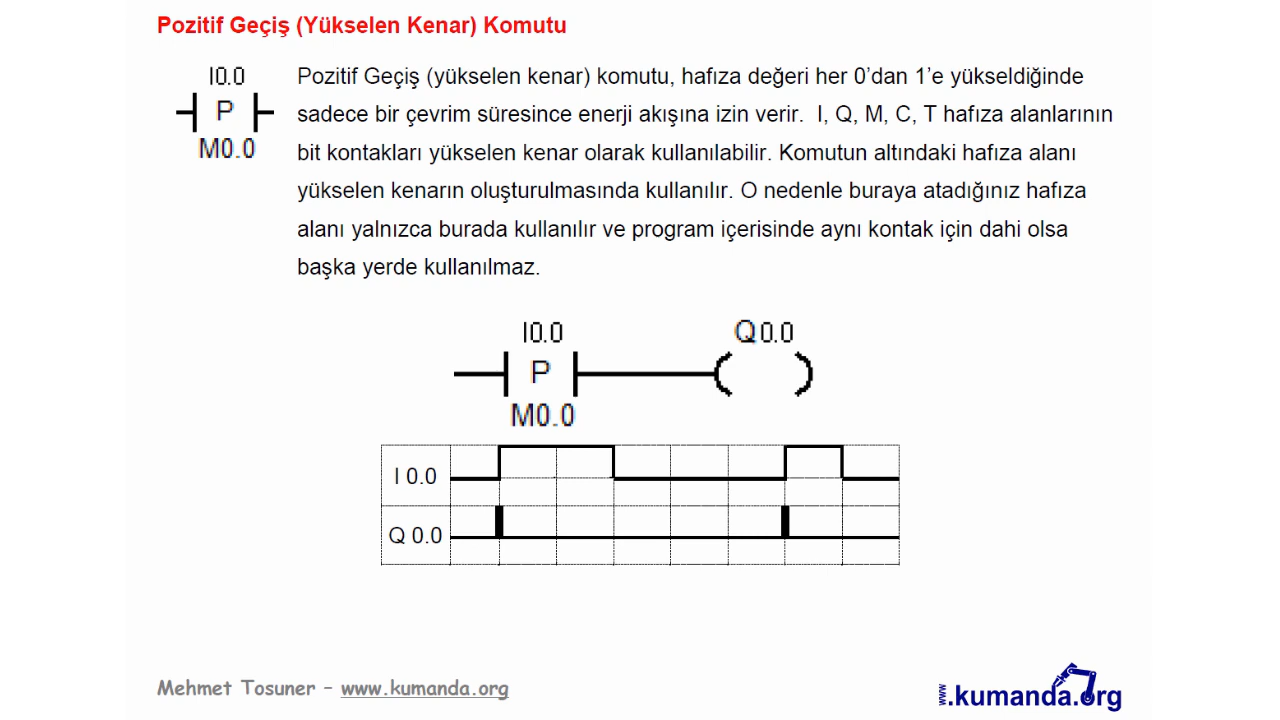 Pozitif Geçiş (Yükselen Kenar) Komutu
I0.0
P
M0.0
Pozitif Geçiş (yükselen kenar) komutu, hafıza değeri her 0’dan 1’e yükseldiğinde
sadece bir çevrim süresince enerji akışına izin verir. I, Q, M, C, T hafıza alanlarının
bit kontakları yükselen kenar olarak kullanılabilir. Komutun altındaki hafıza alanı
yükselen kenarın oluşturulmasında kullanılır. O nedenle buraya atadığınız hafıza
alanı yalnızca burada kullanılır ve program içerisinde aynı kontak için dahi olsa
başka yerde kullanılmaz.
I0.0 Q0.0
P
M0.0
I 0.0
Q 0.0
Mehmet Tosuner – www.kumanda.org
www.kumanda.org